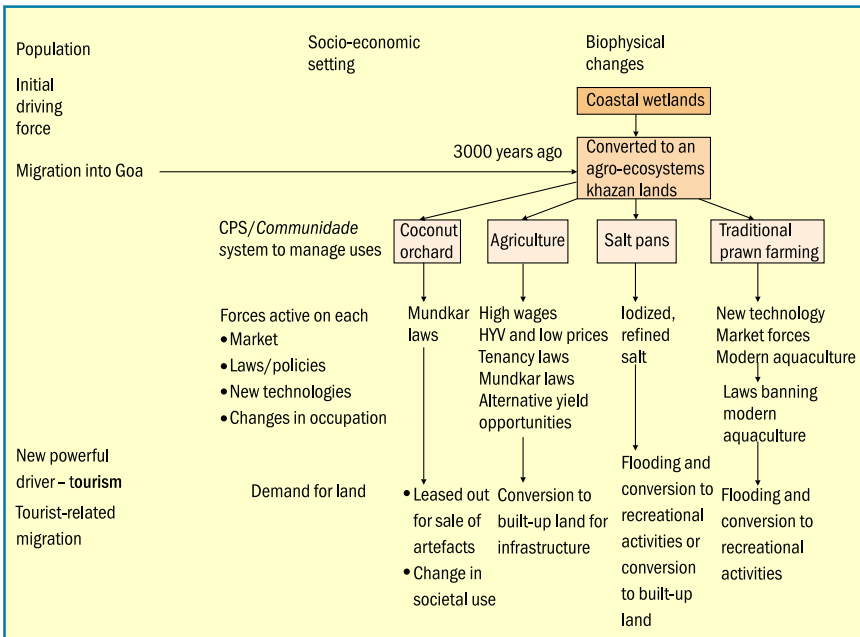 Population
Socio-economic
setting
Biophysical
changes
Initial
driving
force
Coastal wetlands
Migration into Goa
3000 years ago
Converted to an
agro-ecosystems
khazan lands
CPS/Communidade
system to manage uses
Coconut
orchard
Agriculture
Salt pans
Traditional
prawn farming
Forces active on each
• Market
• Laws/policies
• New technologies
• Changes in occupation
Mundkar
laws
High wages
HYV and low prices
Tenancy laws
Mundkar laws
Alternative yield
opportunities
Iodized,
refined
salt
New technology
Market forces
Modern aquaculture
Laws banning
modern
aquaculture
New powerful
driver – tourism
Tourist-related
migration
Demand for land
• Leased out
for sale of
artefacts
• Change in
societal use
Conversion to
built-up land for
infrastructure
Flooding and
conversion to
recreational
activities or
conversion
to built-up
land
Flooding and
conversion to
recreational
activities